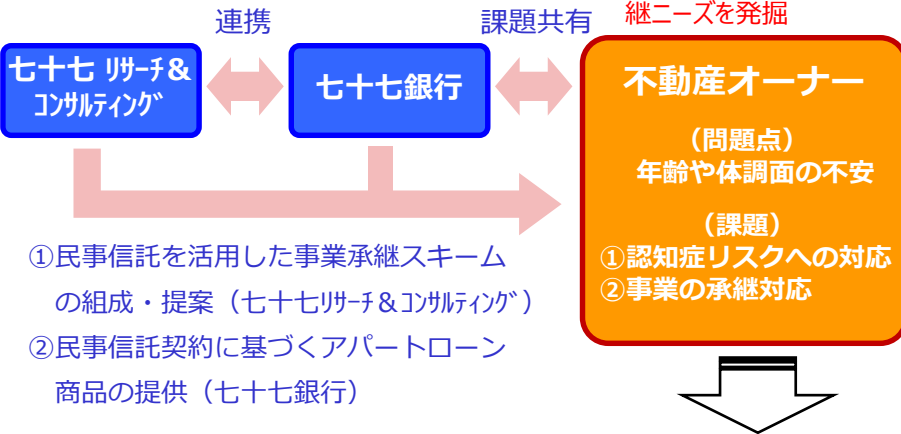 連携
課題共有
継ニーズを発掘
七十七 ﾘｻｰﾁ＆
ｺﾝｻﾙﾃｨﾝｸﾞ
七十七銀行
不動産オーナー
（問題点）
年齢や体調面の不安
（課題）
①認知症リスクへの対応
②事業の承継対応
①民事信託を活用した事業承継スキーム
の組成・提案（七十七ﾘｻｰﾁ＆ｺﾝｻﾙﾃｨﾝｸﾞ）
②民事信託契約に基づくアパートローン
商品の提供（七十七銀行）